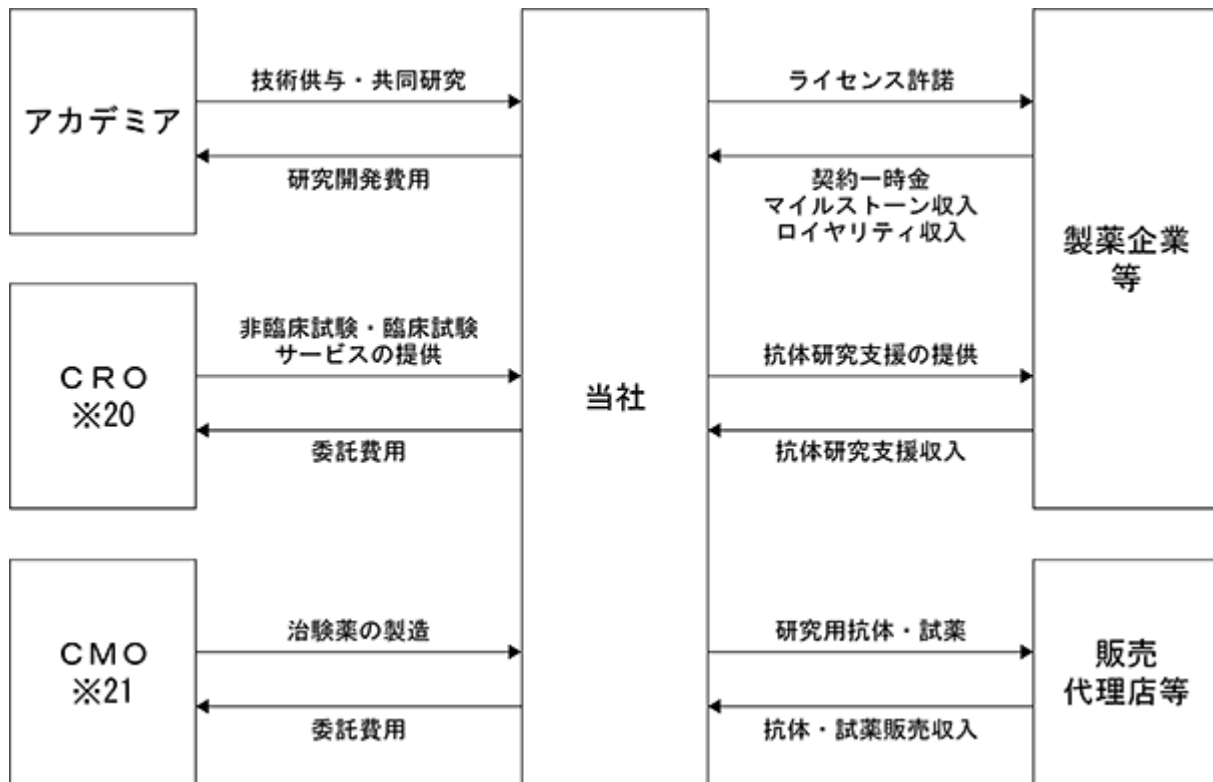 アカデミア
技術供与・共同研究
研究開発費用
ＣＲＯ
※20
非臨床試験・臨床試験
サービスの提供
委託費用
ＣＭＯ
※21
治験薬の製造
委託費用
当社
ライセンス許諾
契約一時金
マイルストーン収入
ロイヤリティ収入
抗体研究支援の提供
抗体研究支援収入
製薬企業
等
研究用抗体・試薬
抗体・試薬販売収入
販売
代理店等